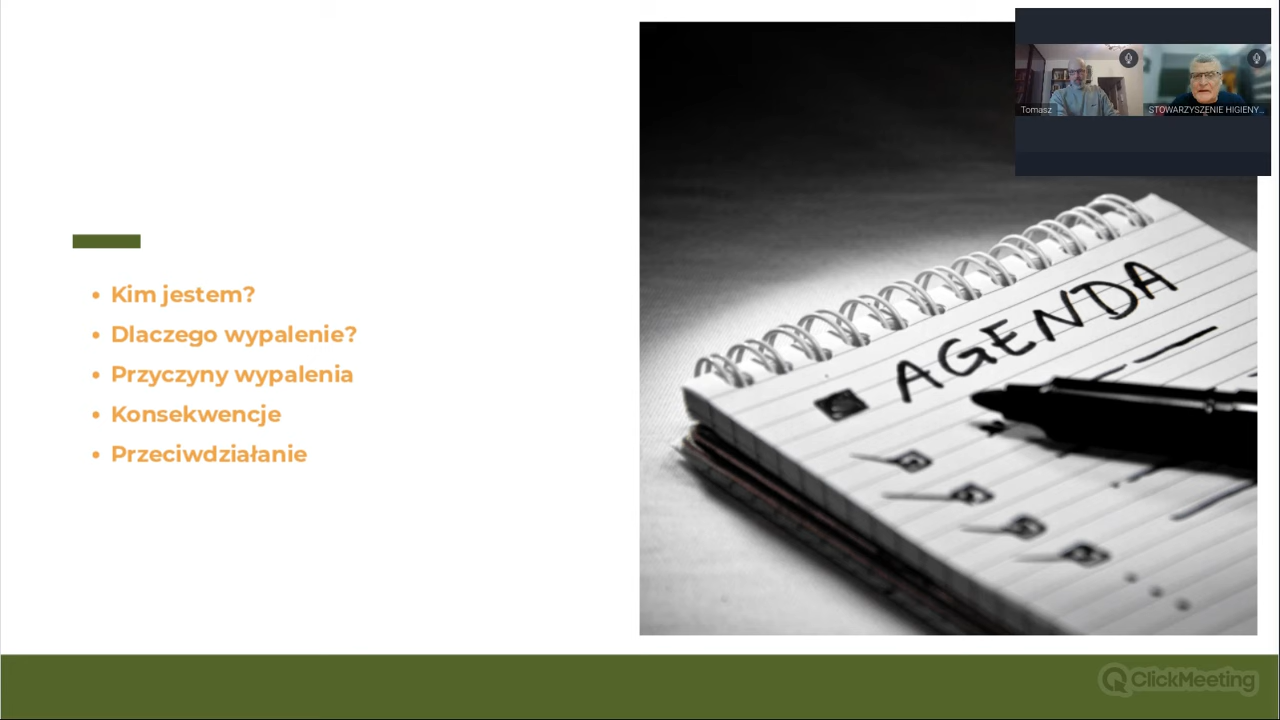 Tomasz
STOWARZYSZENIE HIGIENY...
Kim jestem?
Dlaczego wypalenie?
Przyczyny wypalenia
Konsekwencje
Przeciwdziałanie
AGENDA
ClickMeeting